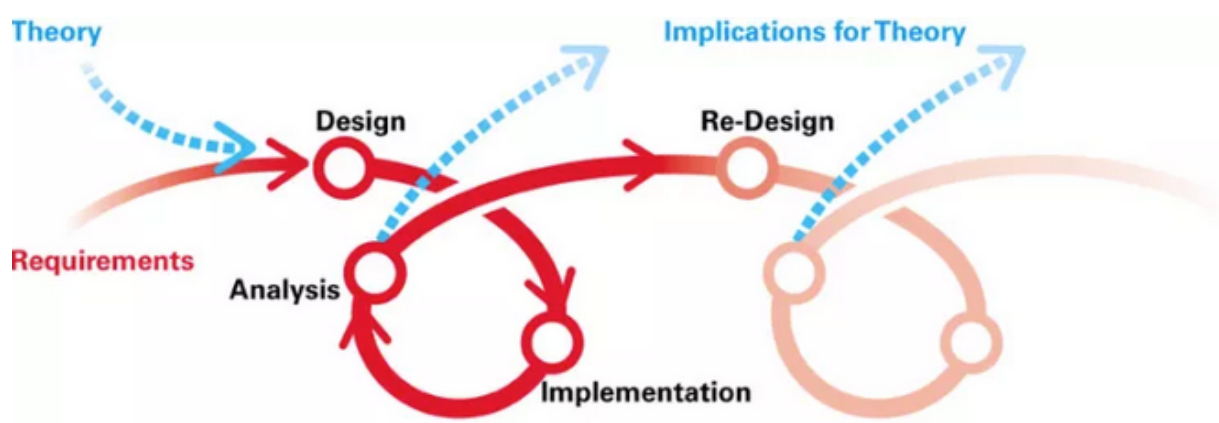 Theory
Implications for Theory
Design
Re-Design
Requirements
Analysis
Implementation